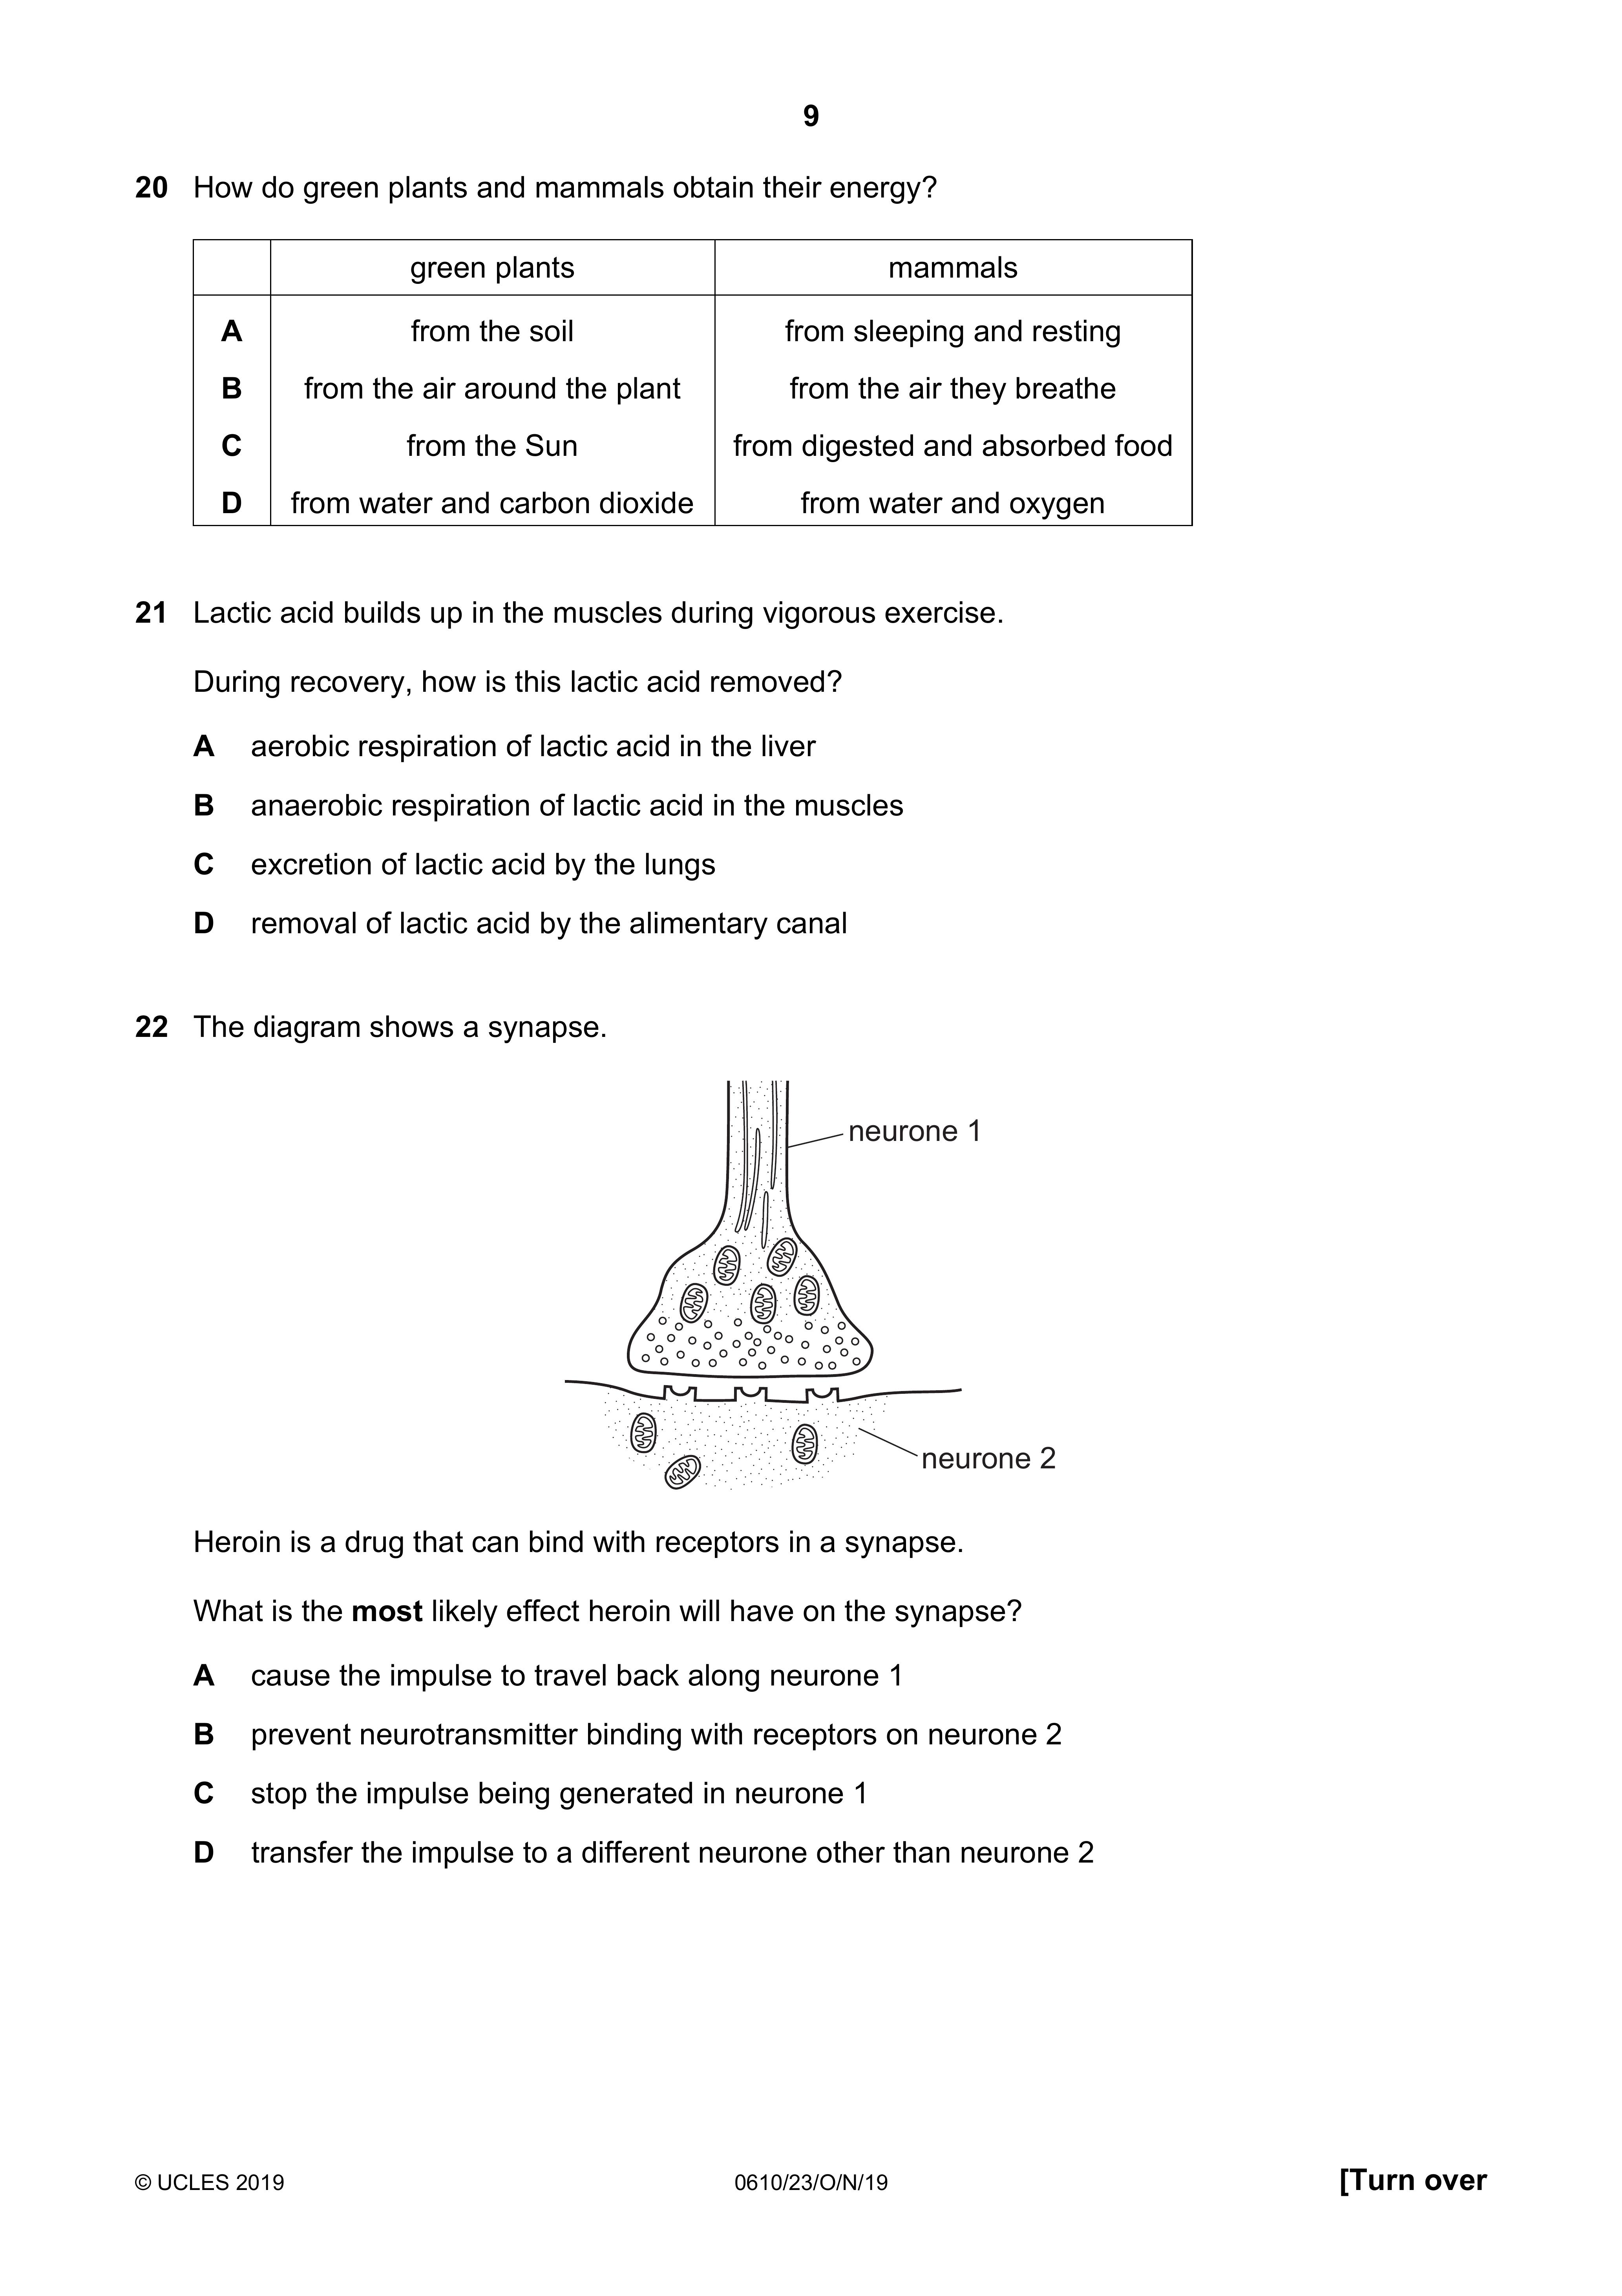 9
20 How do green plants and mammals obtain their energy?
green plants mammals
A from the soil from sleeping and resting
B from the air around the plant from the air they breathe
C from the Sun from digested and absorbed food
D from water and carbon dioxide from water and oxygen
21 Lactic acid builds up in the muscles during vigorous exercise.
During recovery, how is this lactic acid removed?
A aerobic respiration of lactic acid in the liver
B anaerobic respiration of lactic acid in the muscles
C excretion of lactic acid by the lungs
D removal of lactic acid by the alimentary canal
22 The diagram shows a synapse.
neurone 1
neurone 2
Heroin is a drug that can bind with receptors in a synapse.
What is the most likely effect heroin will have on the synapse?
A cause the impulse to travel back along neurone 1
B prevent neurotransmitter binding with receptors on neurone 2
C stop the impulse being generated in neurone 1
D transfer the impulse to a different neurone other than neurone 2
© UCLES 2019 0610/23/O/N/19 [Turn over